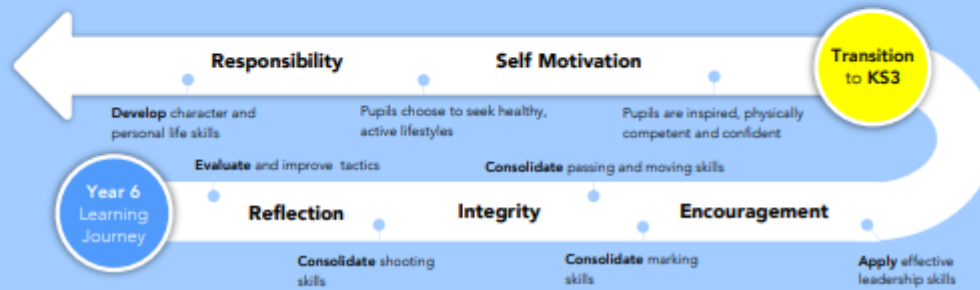 Responsibility
Self Motivation
Transition
to KS3
Develop character and
personal life skills
Pupils choose to seek healthy,
active lifestyles
Pupils are inspired, physically
competent and confident
Evaluate and improve tactics
Consolidate passing and moving skills
Year 6
Learning
Journey
Reflection
Integrity
Encouragement
Consolidate shooting
skills
Consolidate marking
skills
Apply effective
leadership skills